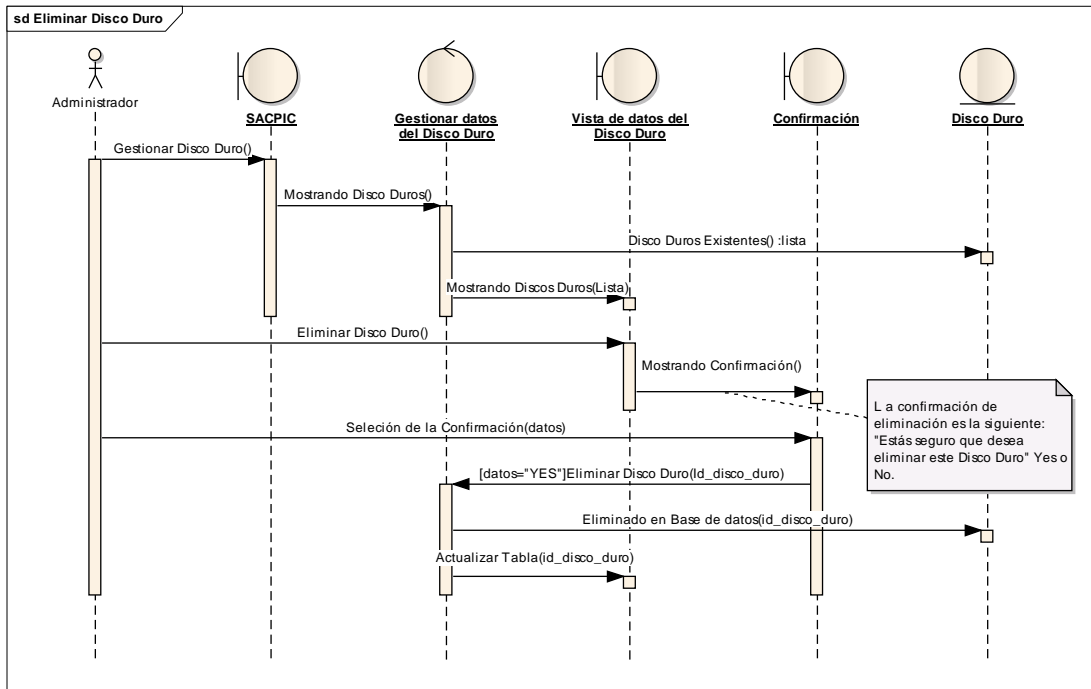 sd Eliminar Disco Duro
Administrador
SACPIC
Gestionar datos
del Disco Duro
Vista de datos del
Disco Duro
Confirmación
Disco Duro
Gestionar Disco Duro()
Mostrando Disco Duros()
Disco Duros Existentes() :lista
Mostrando Discos Duros(Lista)
Eliminar Disco Duro()
Mostrando Confirmación()
L a confirmación de
eliminación es la siguiente:
"Estás seguro que desea
eliminar este Disco Duro" Yes o
No.
Seleción de la Confirmación(datos)
[datos="YES"]Eliminar Disco Duro(Id_disco_duro)
Eliminado en Base de datos(id_disco_duro)
Actualizar Tabla(id_disco_duro)